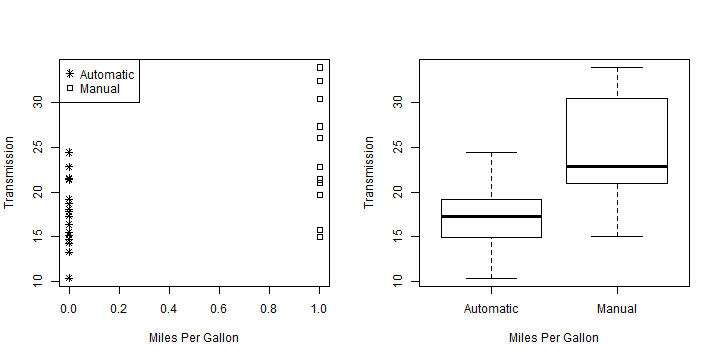 Automatic
Manual
Transmission
10
15
20
25
30
0.0 0.2 0.4 0.6 0.8 1.0
Miles Per Gallon
Transmission
10
15
20
25
30
Automatic Manual
Miles Per Gallon